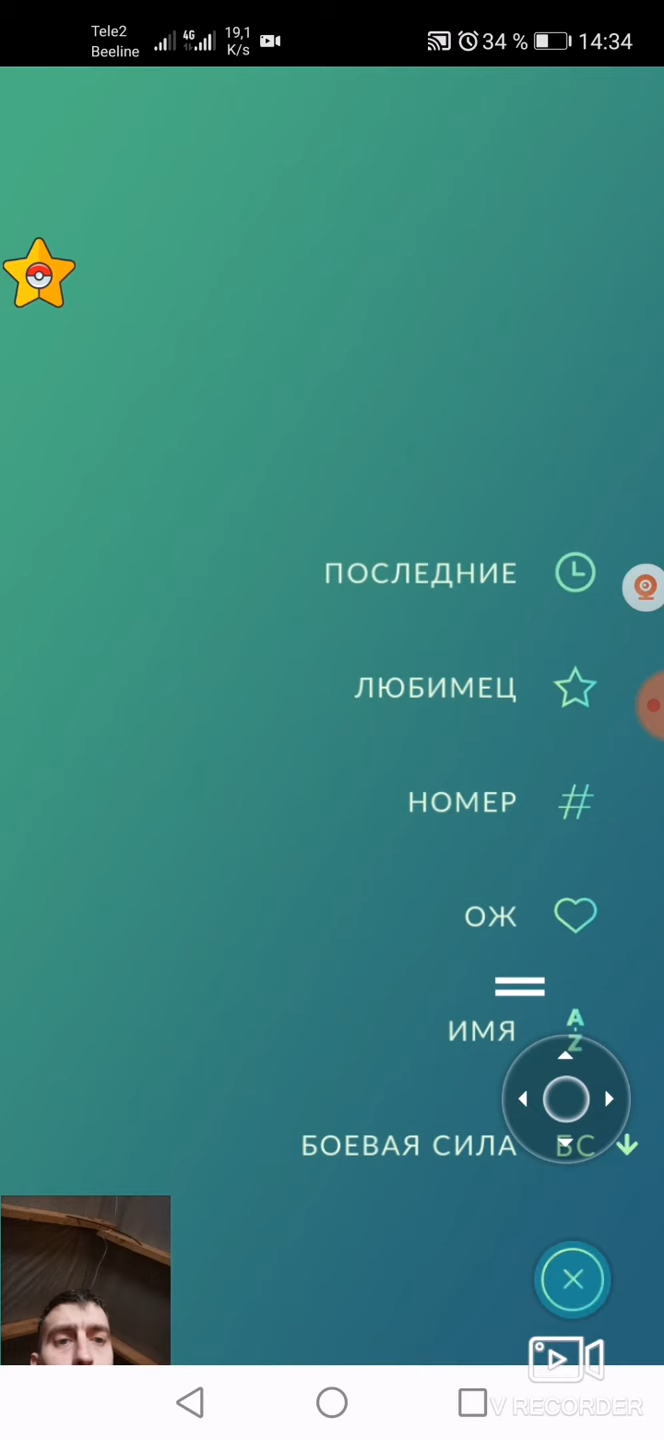 Tele2
Beeline
4G
19,1
K/s
34 %
14:34
ПОСЛЕДНИЕ
ЛЮБИМЕЦ
НОМЕР
#
ОЖ
ИМЯ
A
Z
БОЕВАЯ СИЛА
БС
V RECORDER